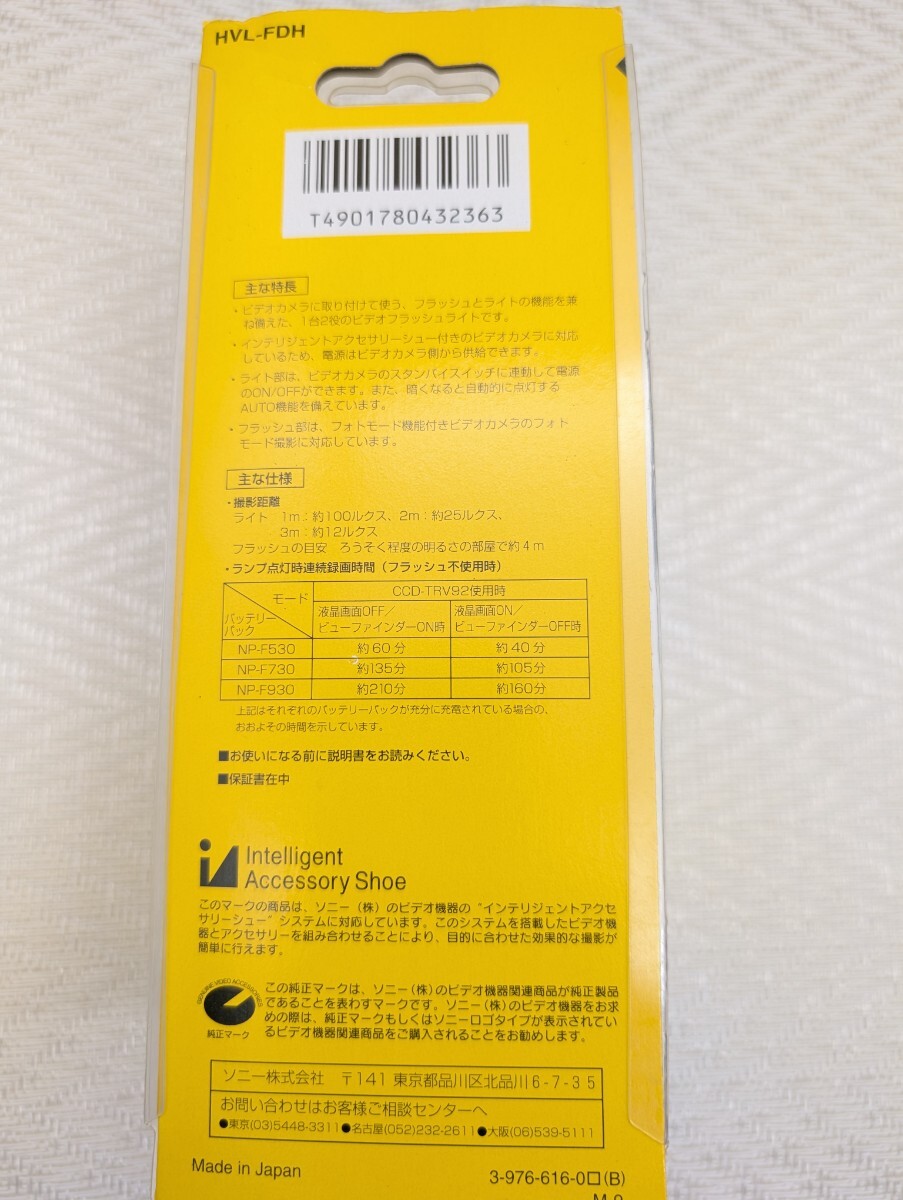 HVL-FDH
T4901780432363
主な特長
・ビデオカメラに取り付けて使う、フラッシュとライトの機能を兼
ね備えた、1台2役のビデオフラッシュライトです。
・インテリジェントアクセサリーシュー付きのビデオカメラに対応
しているため、電源はビデオカメラ側から供給できます。
・ライト部は、ビデオカメラのスタンバイスイッチに連動して電源
のON/OFFができます。また、暗くなると自動的に点灯する
AUTO機能を備えています。
・フラッシュ部は、フォトモード機能付きビデオカメラのフォト
モード撮影に対応しています。
主な仕様
・撮影距離
ライト 1m：約100ルクス、2m；約25ルクス、
3m：約12ルクス
フラッシュの目安 ろうそく程度の明るさの部屋で約4m
・ランプ点灯時連続録画時間（フラッシュ不使用時）
モード CCD-TRV92使用時
バッテリー 液晶画面OFF／ 液晶画面ON／
パック ビューファインダーON時 ビューファインダーOFF時
NP-F530 約60分 約40分
NP-F730 約135分 約105分
NP-F930 約210分 約160分
上記はそれぞれのバッテリーパックが充分に充電されている場合の、
おおよその時間を示しています。
■お使いになる前に説明書をお読みください。
■保証書在中
Intelligent
Accessory Shoe
このマークの商品は、ソニー（株）のビデオ機器の“インテリジェントアクセ
サリーシュー”システムに対応しています。このシステムを搭載したビデオ機
器とアクセサリーを組み合わせることにより、目的に合わせた効果的な撮影が
簡単に行えます。
GENUINE VIDEO ACCESSORIES
純正マーク
この純正マークは、ソニー（株）のビデオ機器関連商品が純正製品
であることを表わすマークです。ソニー（株）のビデオ機器をお求
めの際は、純正マークもしくはソニーロゴタイプが表示されてい
るビデオ機器関連商品をご購入されることをお勧めします。
ソニー株式会社 〒141 東京都品川区北品川6-7-35
お問い合わせはお客様ご相談センターへ
●東京(03)5448-3311●名古屋(052)232-2611●大阪(06)539-5111
Made in Japan 3-976-616-0□(B)